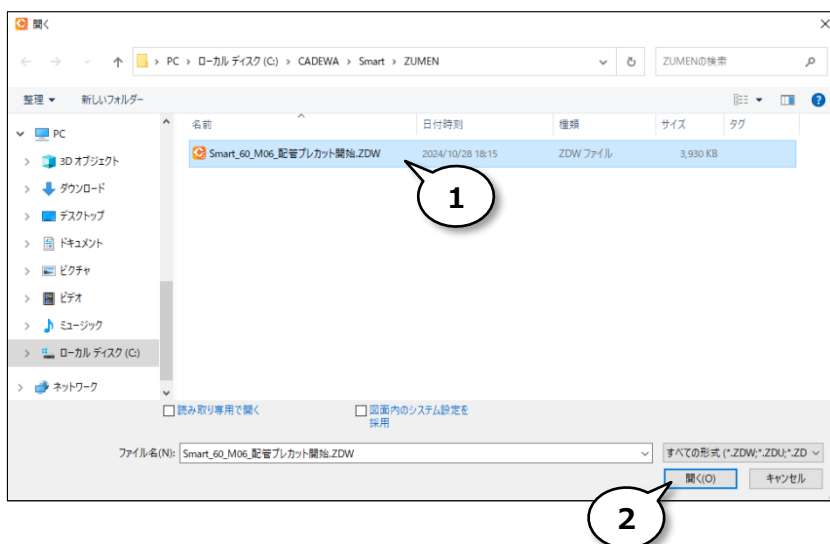 開く
PC › ローカル ディスク (C:) › CADEWA › Smart › ZUMEN
ZUMENの検索
整理 新しいフォルダー
名前 日付時刻 種類 サイズ タグ
Smart_60_M06_配管プレカット開始.ZDW 2024/10/28 18:15 ZDW ファイル 3,930 KB
1
PC
3D オブジェクト
ダウンロード
デスクトップ
ドキュメント
ピクチャ
ビデオ
ミュージック
ローカル ディスク (C:)
ネットワーク
読み取り専用で開く
図面内のシステム設定を
採用
ファイル名(N): Smart_60_M06_配管プレカット開始.ZDW すべての形式 (*.ZDW;*.ZDU;*.ZD
開く(O) キャンセル
2